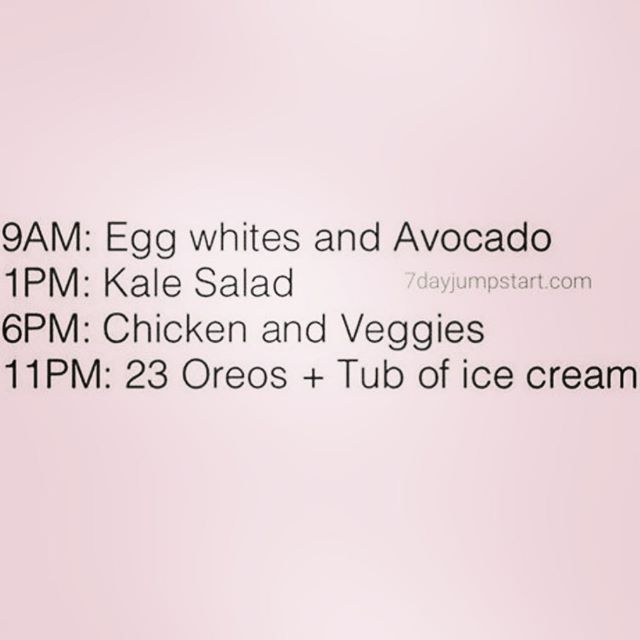 9AM: Egg whites and Avocado
1PM: Kale Salad
7dayjumpstart.com
6PM: Chicken and Veggies
11PM: 23 Oreos + Tub of ice cream